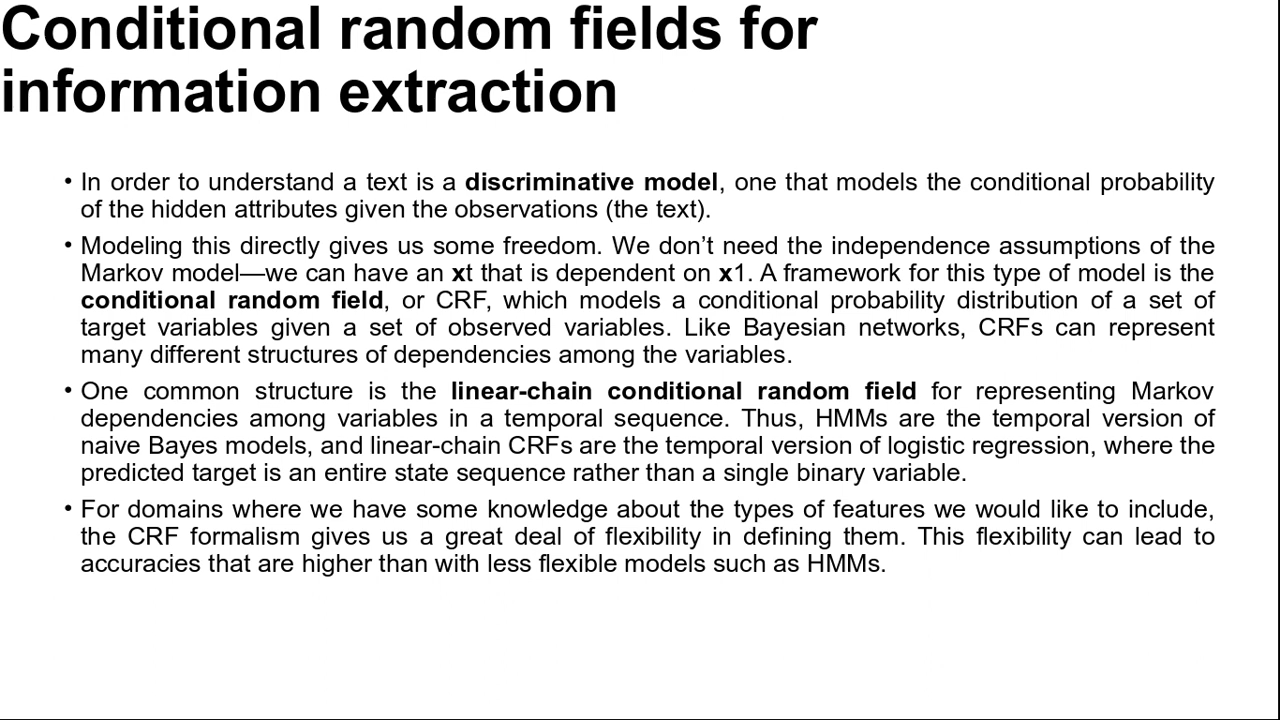 Conditional random fields for
information extraction
• In order to understand a text is a discriminative model, one that models the conditional probability
of the hidden attributes given the observations (the text).
• Modeling this directly gives us some freedom. We don’t need the independence assumptions of the
Markov model—we can have an xt that is dependent on x1. A framework for this type of model is the
conditional random field, or CRF, which models a conditional probability distribution of a set of
target variables given a set of observed variables. Like Bayesian networks, CRFs can represent
many different structures of dependencies among the variables.
• One common structure is the linear-chain conditional random field for representing Markov
dependencies among variables in a temporal sequence. Thus, HMMs are the temporal version of
naive Bayes models, and linear-chain CRFs are the temporal version of logistic regression, where the
predicted target is an entire state sequence rather than a single binary variable.
• For domains where we have some knowledge about the types of features we would like to include,
the CRF formalism gives us a great deal of flexibility in defining them. This flexibility can lead to
accuracies that are higher than with less flexible models such as HMMs.